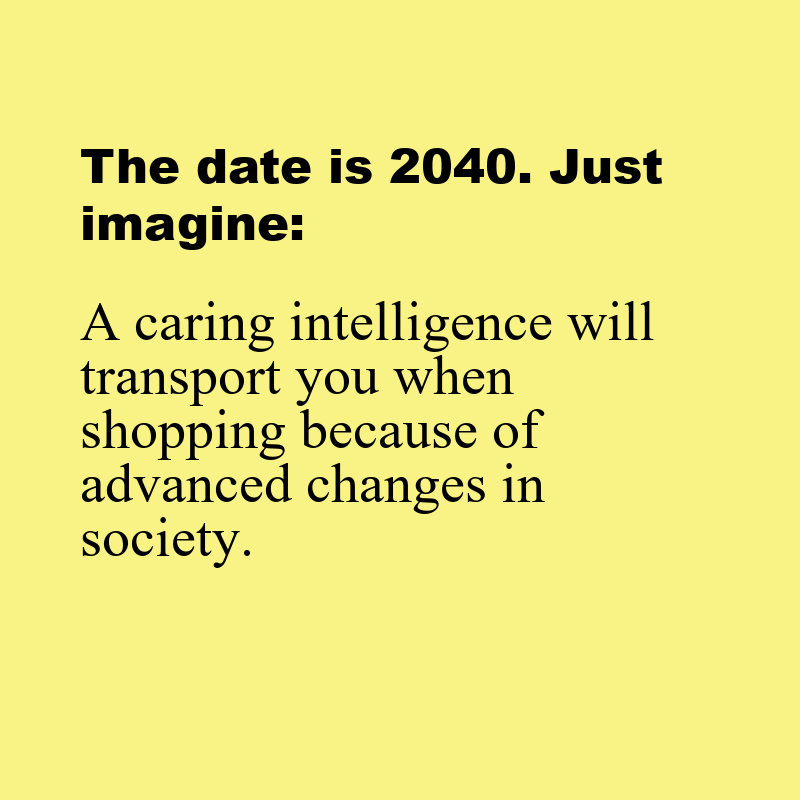 The date is 2040. Just
imagine:
A caring intelligence will
transport you when
shopping because of
advanced changes in
society.